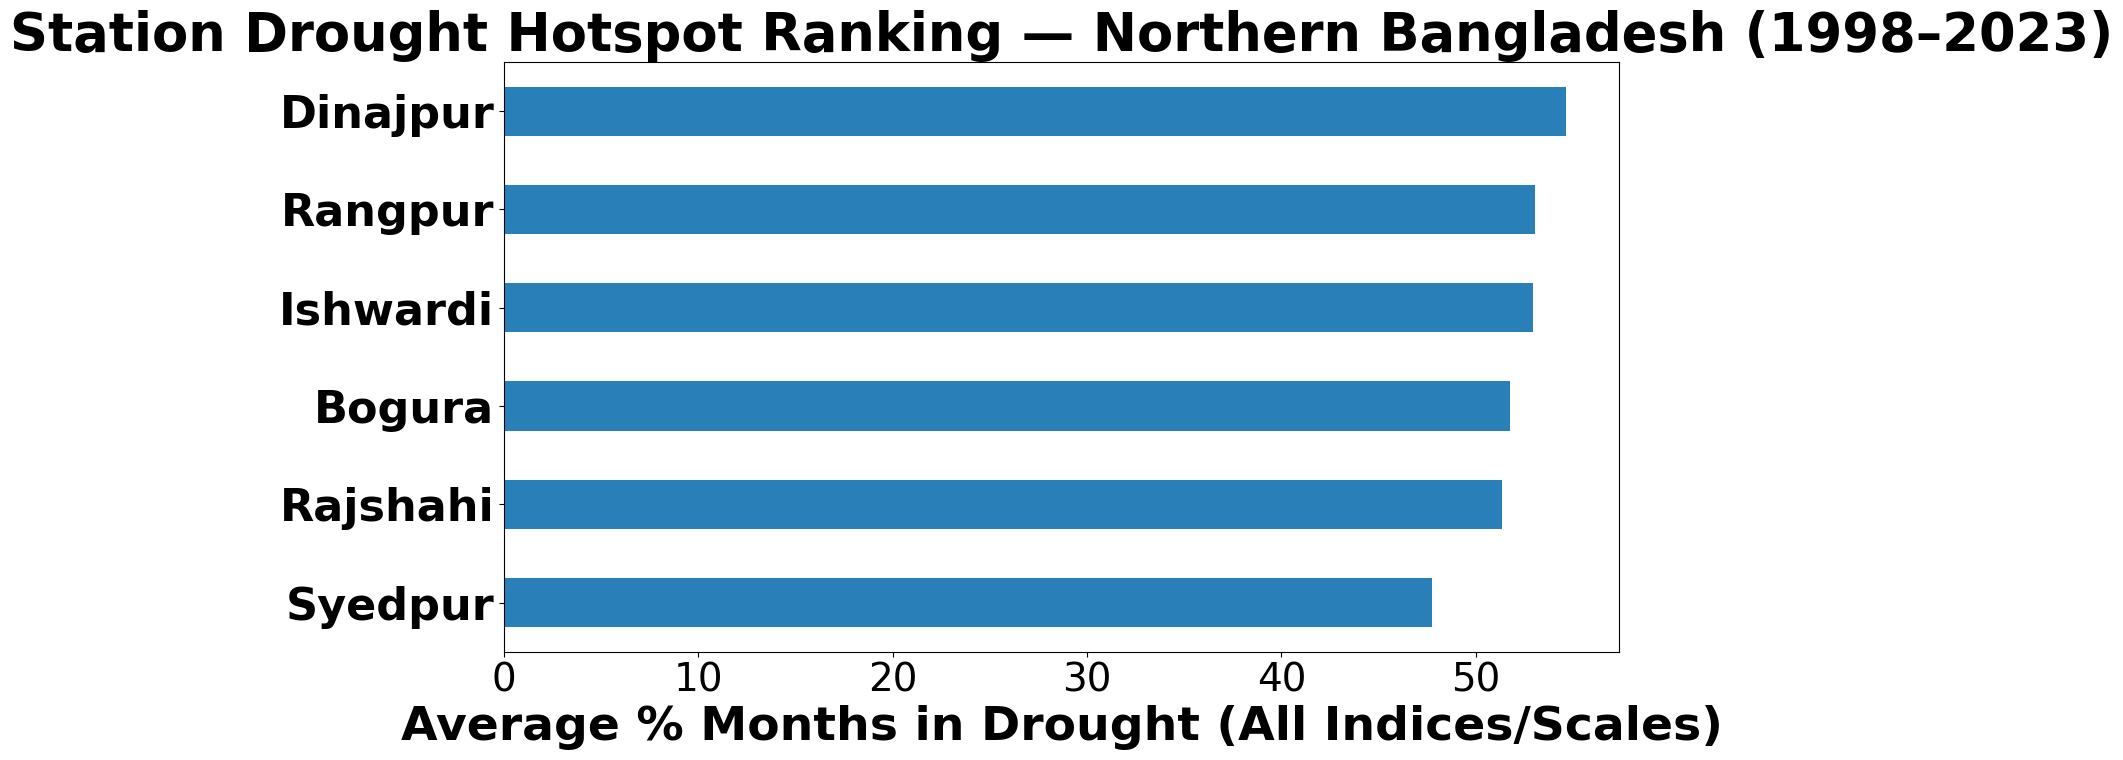 Station Drought Hotspot Ranking — Northern Bangladesh (1998–2023)
Dinajpur
Rangpur
Ishwardi
Bogura
Rajshahi
Syedpur
0 10 20 30 40 50
Average % Months in Drought (All Indices/Scales)